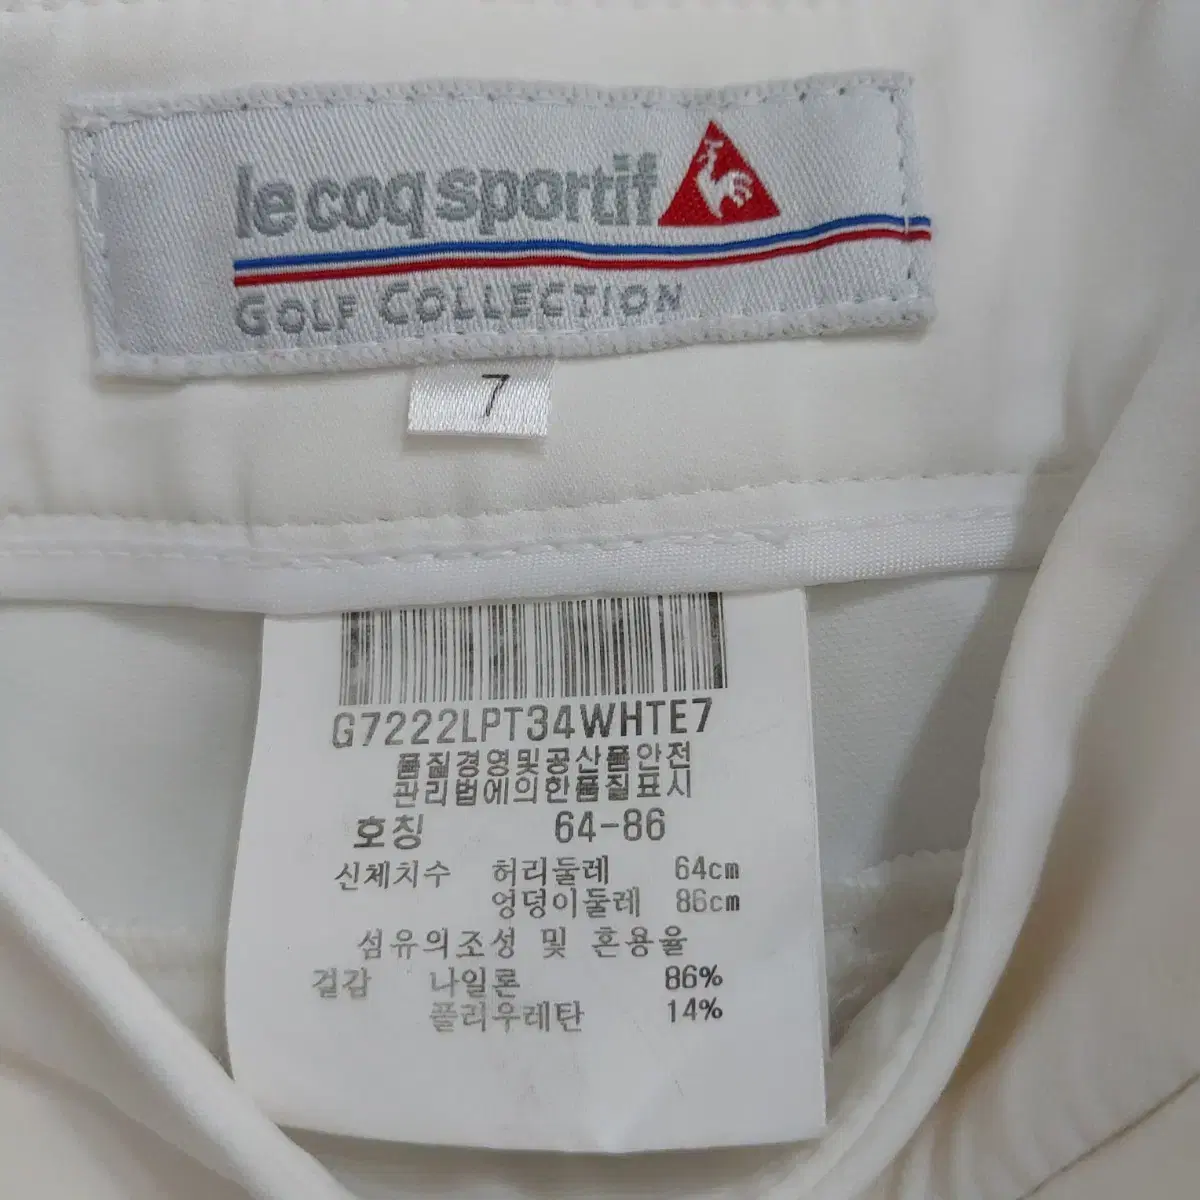 le coq sportif
GOLF COLLECTION
7
G7222LPT34WHTE7
품질경영및공산품안전
관리법에의한품질표시
호칭 64-86
신체치수 허리둘레 64cm
엉덩이둘레 86cm
섬유의조성 및 혼용율
겉감 나일론 86%
폴리우레탄 14%